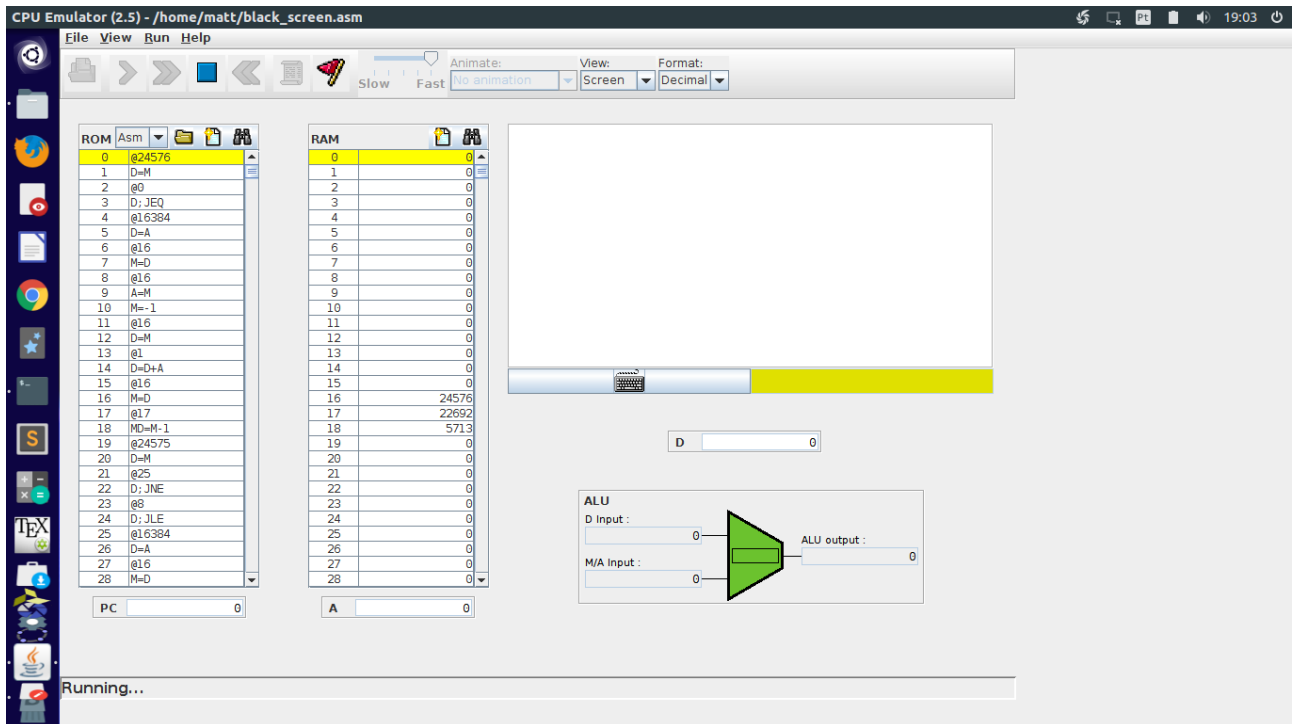 CPU Emulator (2.5) - /home/matt/black_screen.asm Pt 19:03
File View Run Help
Animate: View: Format:
Slow Fast No animation Screen Decimal
ROM Asm RAM
0 @24576 0 0
1 D=M 1 0
2 @0 2 0
3 D;JEQ 3 0
4 @16384 4 0
5 D=A 5 0
6 @16 6 0
7 M=D 7 0
8 @16 8 0
9 A=M 9 0
10 M=-1 10 0
11 @16 11 0
12 D=M 12 0
13 @1 13 0
14 D=D+A 14 0
15 @16 15 0
16 M=D 16 24576
17 @17 17 22692
18 MD=M-1 18 5713
19 @24575 19 0
20 D=M 20 0
21 @25 21 0
22 D;JNE 22 0
23 @8 23 0
24 D;JLE 24 0
25 @16384 25 0
26 D=A 26 0
27 @16 27 0
28 M=D 28 0
PC 0 A 0
D 0
ALU
D Input :
0
ALU output :
0
M/A Input :
0
S
TEX
Running...